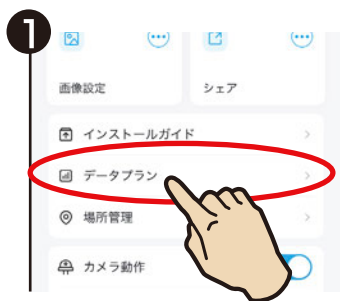 1
画像設定
シェア
インストールガイド
データプラン
場所管理
カメラ動作